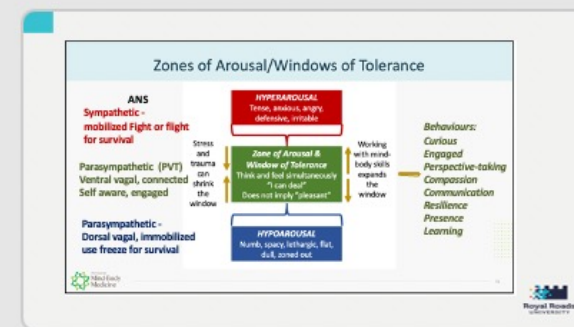 Zones of Arousal/Windows of Tolerance
ANS
Sympathetic -
mobilized Fight or flight
for survival
Parasympathetic (PVT)
Ventral vagal, connected
Self aware, engaged
Parasympathetic -
Dorsal vagal, immobilized
use freeze for survival
Stress
and
trauma
can
shrink
the
window
HYPERAROUSAL
Tense, anxious, angry,
defensive, irritable
Zone of Arousal &
Window of Tolerance
Think and feel simultaneously
"I can deal"
Does not imply "pleasant"
HYPOAROUSAL
Numb, spacy, lethargic, flat,
dull, zoned out
Working
with mind-
body skills
expands
the
window
Behaviours:
Curious
Engaged
Perspective-taking
Compassion
Communication
Resilience
Presence
Learning
Mind Body
Medicine
Royal Roads
UNIVERSITY